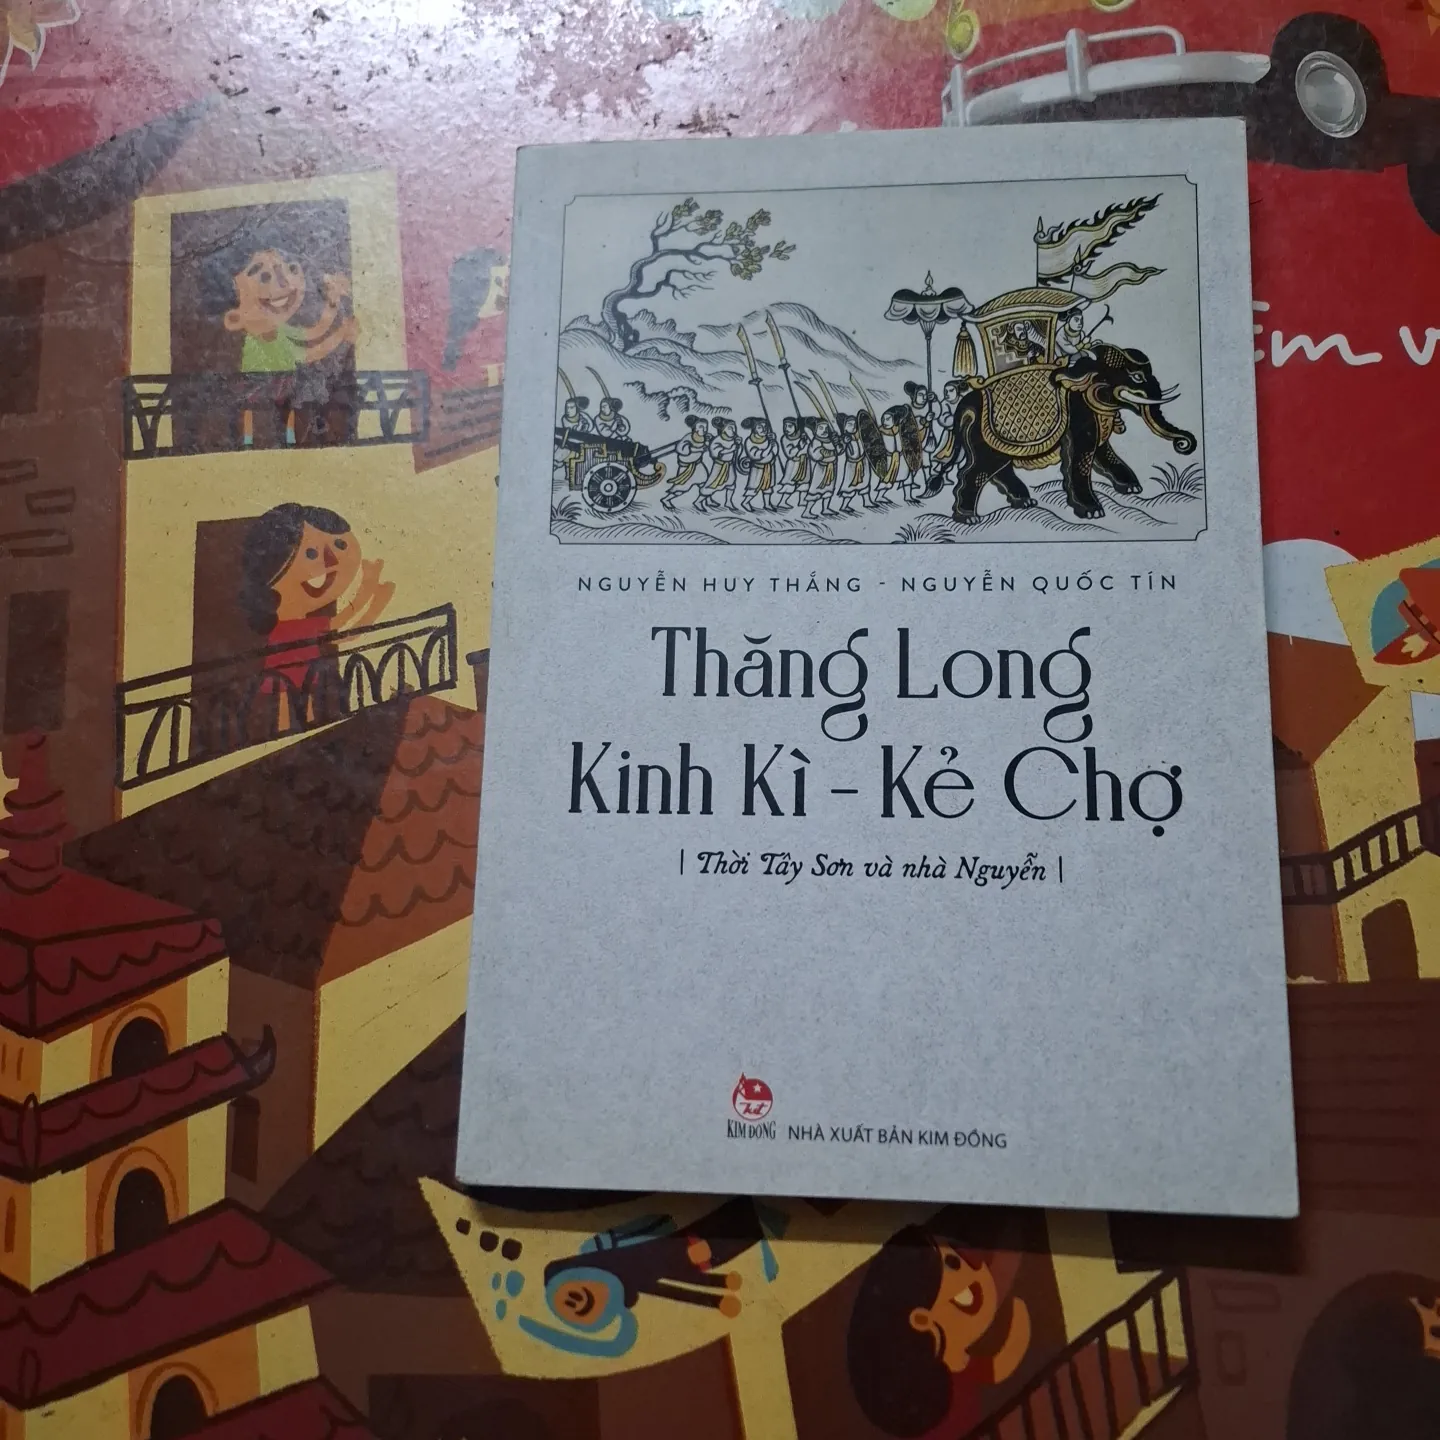 NGUYỄN HUY THẮNG - NGUYỄN QUỐC TÍN
Thăng Long
Kinh Kì - Kẻ Chợ
| Thời Tây Sơn và nhà Nguyễn |
KIM ĐỒNG NHÀ XUẤT BẢN KIM ĐỒNG
Êm